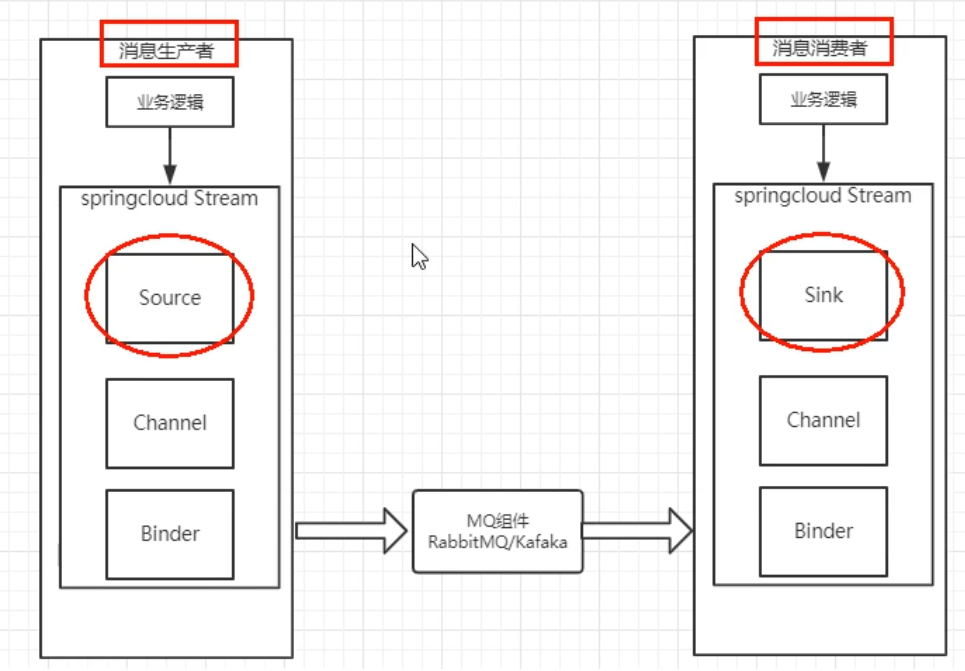 消息生产者
业务逻辑
springcloud Stream
Source
Channel
Binder
MQ组件
RabbitMQ/Kafaka
消息消费者
业务逻辑
springcloud Stream
Sink
Channel
Binder